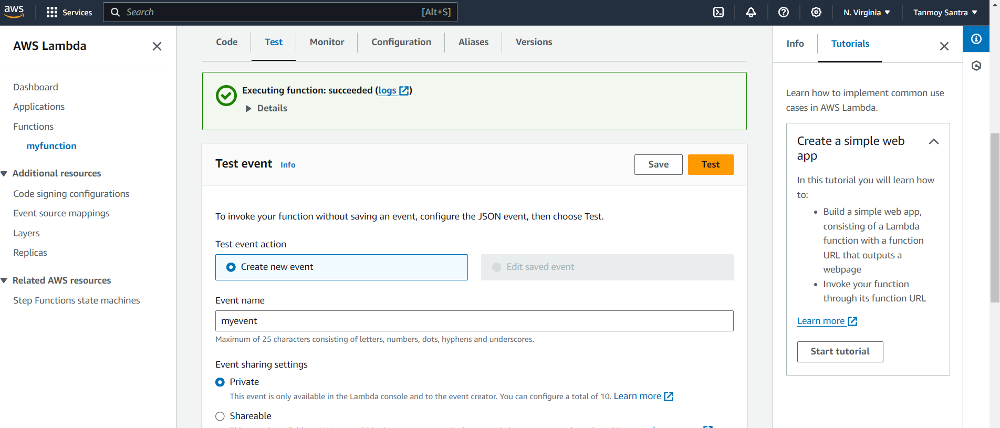 aws
Services
Search
[Alt+S]
N. Virginia
Tanmoy Santra
AWS Lambda
Dashboard
Applications
Functions
myfunction
Additional resources
Code signing configurations
Event source mappings
Layers
Replicas
Related AWS resources
Step Functions state machines
Code
Test
Monitor
Configuration
Aliases
Versions
Executing function: succeeded (logs )
Details
Test event Info
Save
Test
To invoke your function without saving an event, configure the JSON event, then choose Test.
Test event action
Create new event
Edit saved event
Event name
myevent
Maximum of 25 characters consisting of letters, numbers, dots, hyphens and underscores.
Event sharing settings
Private
This event is only available in the Lambda console and to the event creator. You can configure a total of 10. Learn more
Shareable
Info
Tutorials
Learn how to implement common use
cases in AWS Lambda.
Create a simple web
app
In this tutorial you will learn how
to:
• Build a simple web app,
consisting of a Lambda
function with a function
URL that outputs a
webpage
• Invoke your function
through its function URL
Learn more
Start tutorial